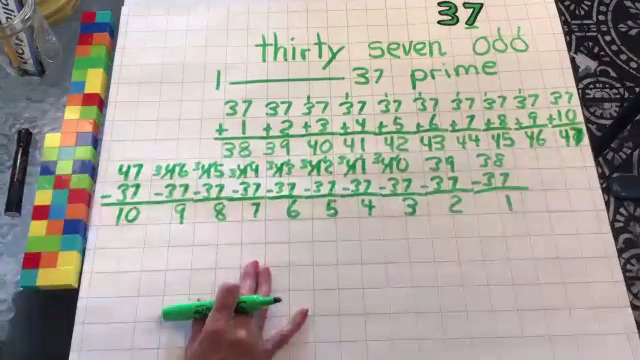 37
thirty seven odd
1 37 prime
37 37 37 37 37 37 37 37 37 37
+1 +2 +3 +4 +5 +6 +7 +8 +9 +10
38 39 40 41 42 43 44 45 46 47
47 46 45 44 43 42 41 40 39 38
-37 -37 -37 -37 -37 -37 -37 -37 -37 -37
10 9 8 7 6 5 4 3 2 1